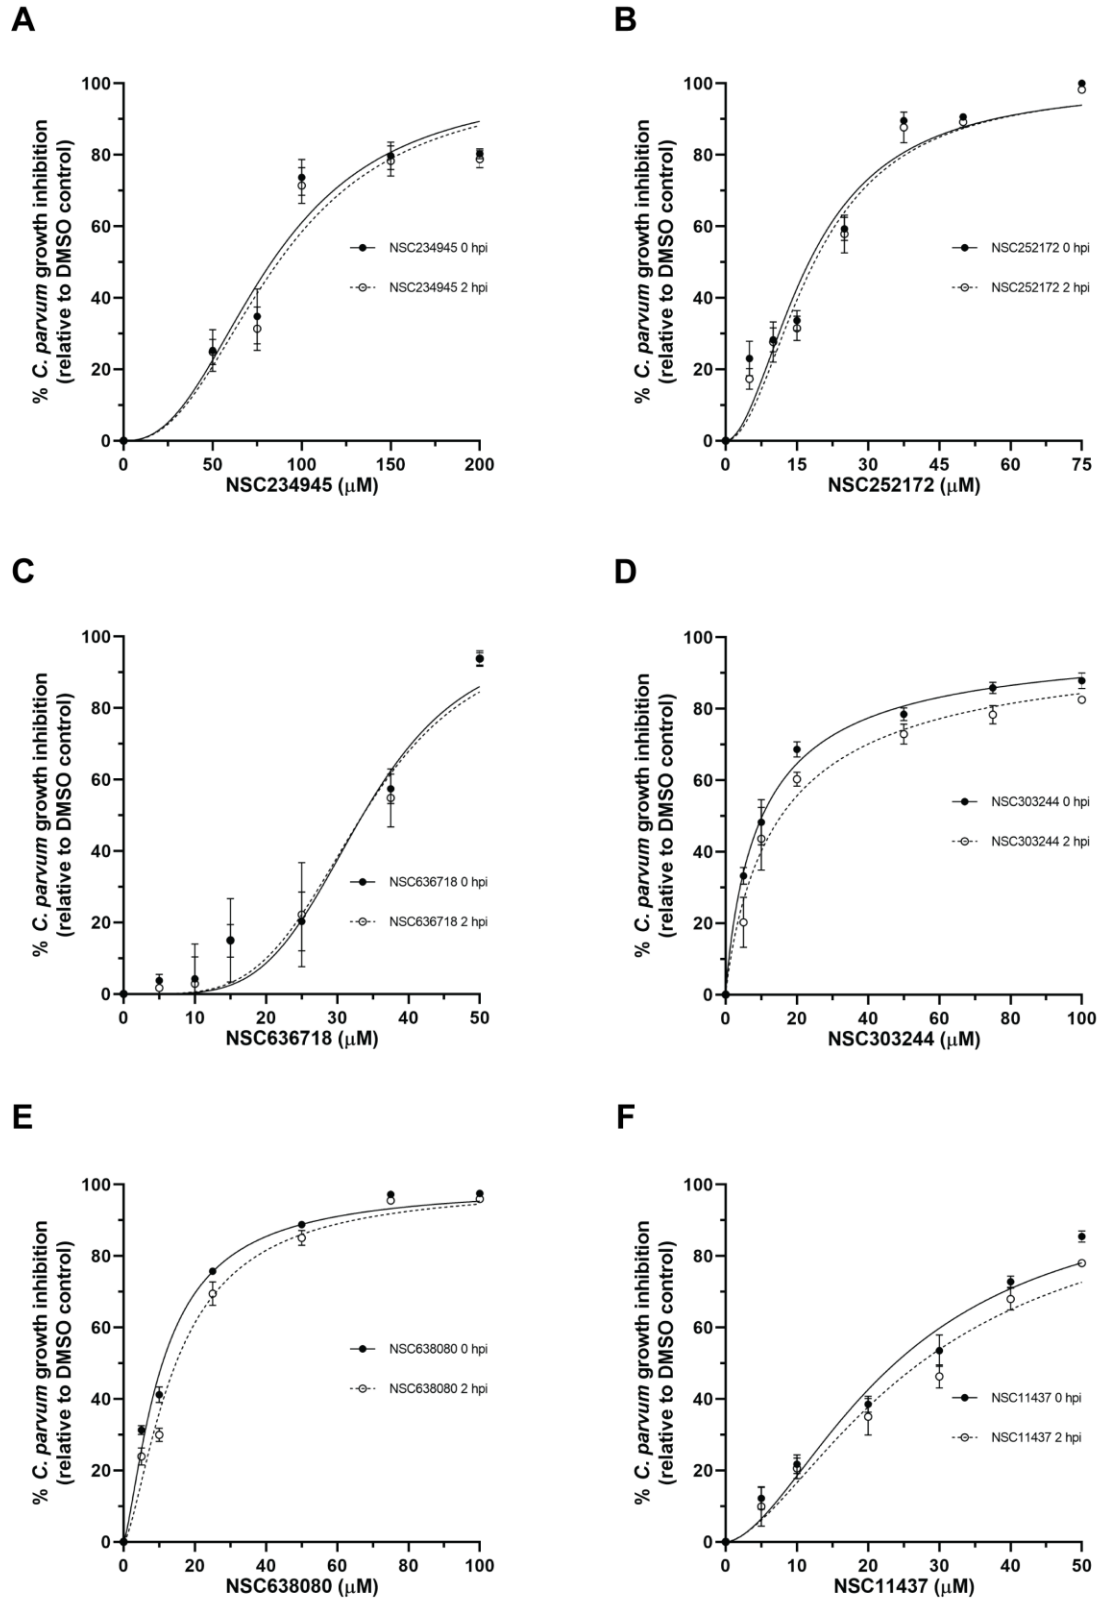 A
% C. parvum growth inhibition
(relative to DMSO control)
100
80
60
40
20
0
NSC234945 0 hpi
NSC234945 2 hpi
0 50 100 150 200
NSC234945 (μM)
B
% C. parvum growth inhibition
(relative to DMSO control)
100
80
60
40
20
0
NSC252172 0 hpi
NSC252172 2 hpi
0 15 30 45 60 75
NSC252172 (μM)
C
% C. parvum growth inhibition
(relative to DMSO control)
100
80
60
40
20
0
NSC636718 0 hpi
NSC636718 2 hpi
0 10 20 30 40 50
NSC636718 (μM)
D
% C. parvum growth inhibition
(relative to DMSO control)
100
80
60
40
20
0
NSC303244 0 hpi
NSC303244 2 hpi
0 20 40 60 80 100
NSC303244 (μM)
E
% C. parvum growth inhibition
(relative to DMSO control)
100
80
60
40
20
0
NSC638080 0 hpi
NSC638080 2 hpi
0 20 40 60 80 100
NSC638080 (μM)
F
% C. parvum growth inhibition
(relative to DMSO control)
100
80
60
40
20
0
NSC11437 0 hpi
NSC11437 2 hpi
0 10 20 30 40 50
NSC11437 (μM)